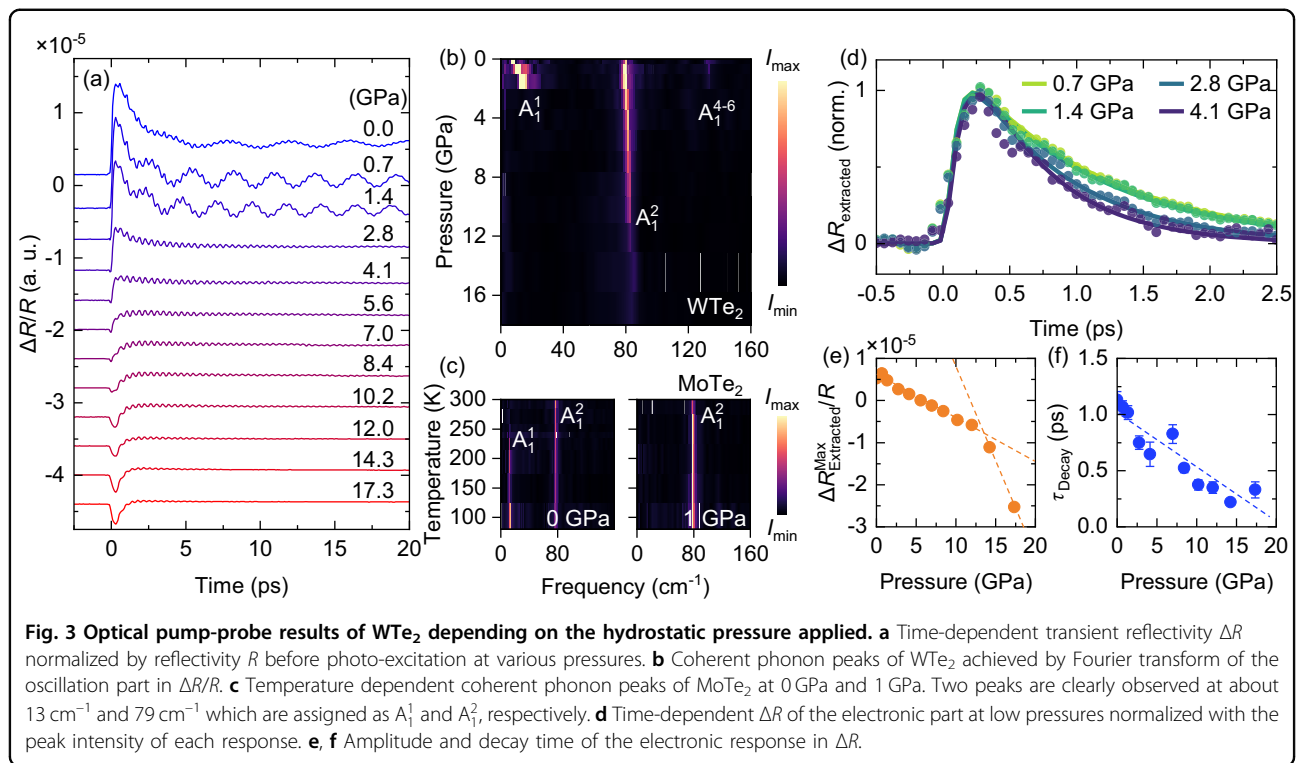 ×10⁻⁵
(a)
(GPa)
0.0
0.7
1.4
2.8
4.1
5.6
7.0
8.4
10.2
12.0
14.3
17.3
1
0
-1
-2
-3
-4
ΔR/R (a. u.)
0 5 10 15 20
Time (ps)
(b)
0
4
8
12
16
Pressure (GPa)
A₁¹
A₁⁴⁻⁶
A₁²
WTe₂
0 40 80 120 160
I_max
I_min
(c)
MoTe₂
300
250
200
150
100
Temperature (K)
A₁¹
A₁²
0 GPa
A₁²
1 GPa
0 80 80 160
Frequency (cm⁻¹)
I_max
I_min
(d)
0.7 GPa 2.8 GPa
1.4 GPa 4.1 GPa
1
0
ΔR_extracted (norm.)
-0.5 0.0 0.5 1.0 1.5 2.0 2.5
Time (ps)
×10⁻⁵
(e)
1
0
-1
-2
-3
ΔR^Max_Extracted/R
0 5 10 15 20
Pressure (GPa)
(f)
1.5
1.0
0.5
0.0
τ_Decay (ps)
0 5 10 15 20
Pressure (GPa)
Fig. 3 Optical pump-probe results of WTe₂ depending on the hydrostatic pressure applied. a Time-dependent transient reflectivity ΔR
normalized by reflectivity R before photo-excitation at various pressures. b Coherent phonon peaks of WTe₂ achieved by Fourier transform of the
oscillation part in ΔR/R. c Temperature dependent coherent phonon peaks of MoTe₂ at 0 GPa and 1 GPa. Two peaks are clearly observed at about
13 cm⁻¹ and 79 cm⁻¹ which are assigned as A₁¹ and A₁², respectively. d Time-dependent ΔR of the electronic part at low pressures normalized with the
peak intensity of each response. e, f Amplitude and decay time of the electronic response in ΔR.